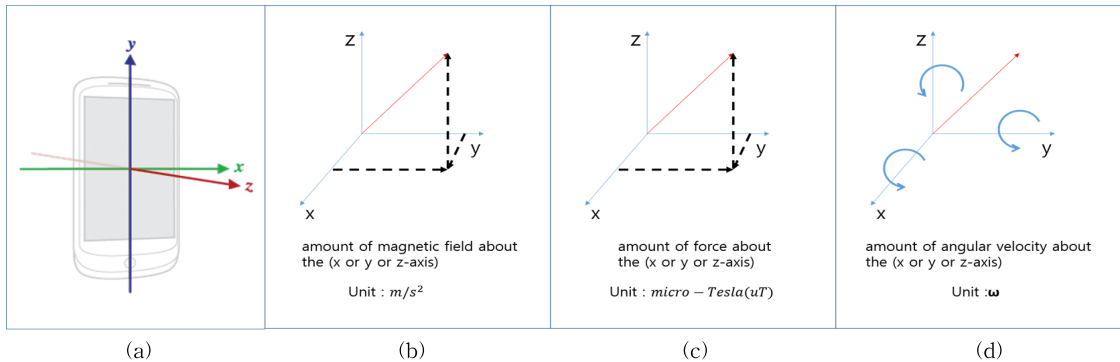 y
x
z
z
y
x
amount of magnetic field about
the (x or y or z-axis)
Unit : m/s²
z
y
x
amount of force about
the (x or y or z-axis)
Unit : micro − Tesla(uT)
z
y
x
amount of angular velocity about
the (x or y or z-axis)
Unit :ω
(a)
(b)
(c)
(d)